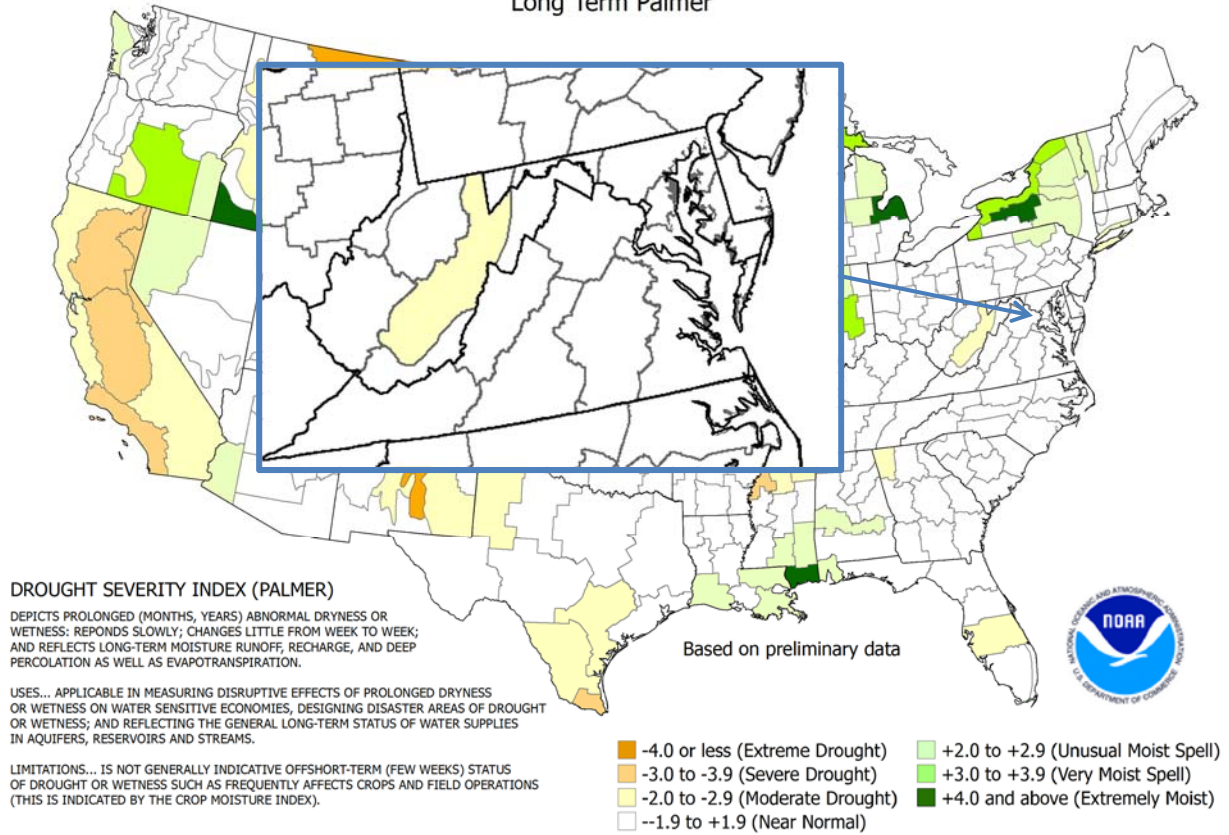 Long Term Palmer
DROUGHT SEVERITY INDEX (PALMER)
DEPICTS PROLONGED (MONTHS, YEARS) ABNORMAL DRYNESS OR
WETNESS: REPONDS SLOWLY; CHANGES LITTLE FROM WEEK TO WEEK;
AND REFLECTS LONG-TERM MOISTURE RUNOFF, RECHARGE, AND DEEP
PERCOLATION AS WELL AS EVAPOTRANSPIRATION.
USES... APPLICABLE IN MEASURING DISRUPTIVE EFFECTS OF PROLONGED DRYNESS
OR WETNESS ON WATER SENSITIVE ECONOMIES, DESIGNING DISASTER AREAS OF DROUGHT
OR WETNESS; AND REFLECTING THE GENERAL LONG-TERM STATUS OF WATER SUPPLIES
IN AQUIFERS, RESERVOIRS AND STREAMS.
LIMITATIONS... IS NOT GENERALLY INDICATIVE OFFSHORT-TERM (FEW WEEKS) STATUS
OF DROUGHT OR WETNESS SUCH AS FREQUENTLY AFFECTS CROPS AND FIELD OPERATIONS
(THIS IS INDICATED BY THE CROP MOISTURE INDEX).
Based on preliminary data
NATIONAL OCEANIC AND ATMOSPHERIC ADMINISTRATION
NOAA
U.S. DEPARTMENT OF COMMERCE
-4.0 or less (Extreme Drought)
-3.0 to -3.9 (Severe Drought)
-2.0 to -2.9 (Moderate Drought)
--1.9 to +1.9 (Near Normal)
+2.0 to +2.9 (Unusual Moist Spell)
+3.0 to +3.9 (Very Moist Spell)
+4.0 and above (Extremely Moist)